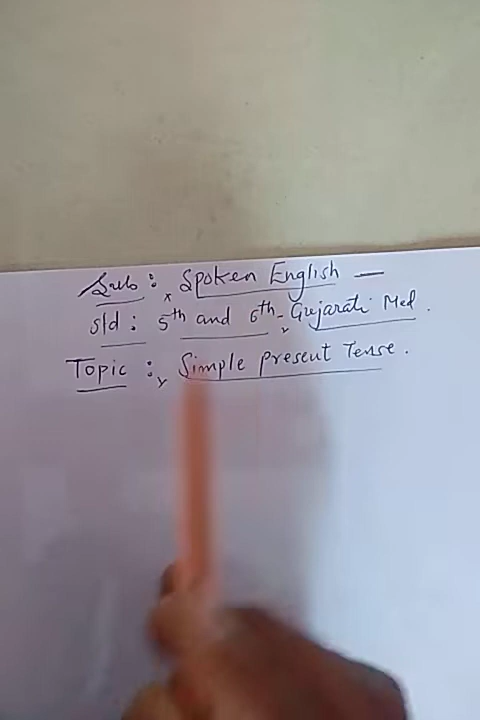 Sub : Spoken English —
std : 5th and 6th - Gujarati Med.
Topic : Simple present Tense.